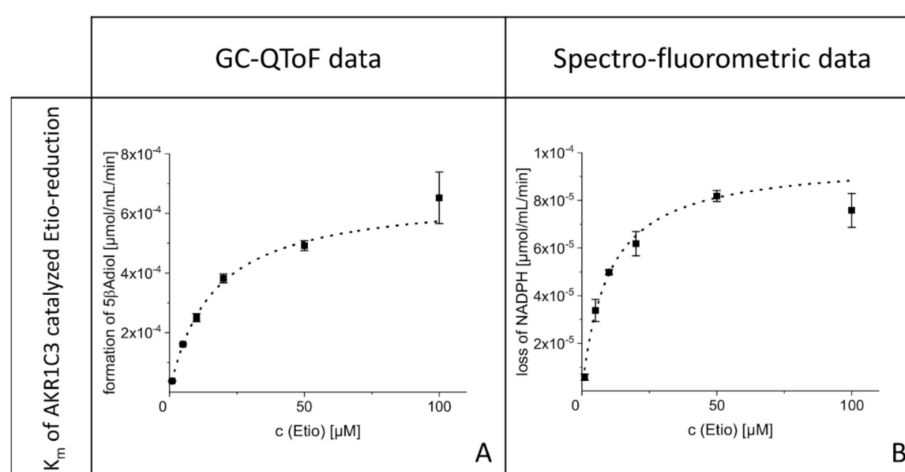 GC-QToF data
Spectro-fluorometric data
Kₘ of AKR1C3 catalyzed Etio-reduction
formation of 5βAdiol [µmol/mL/min]
8x10⁻⁴
6x10⁻⁴
4x10⁻⁴
2x10⁻⁴
0
50
100
c (Etio) [µM]
A
loss of NADPH [µmol/mL/min]
1x10⁻⁴
8x10⁻⁵
6x10⁻⁵
4x10⁻⁵
2x10⁻⁵
0
50
100
c (Etio) [µM]
B